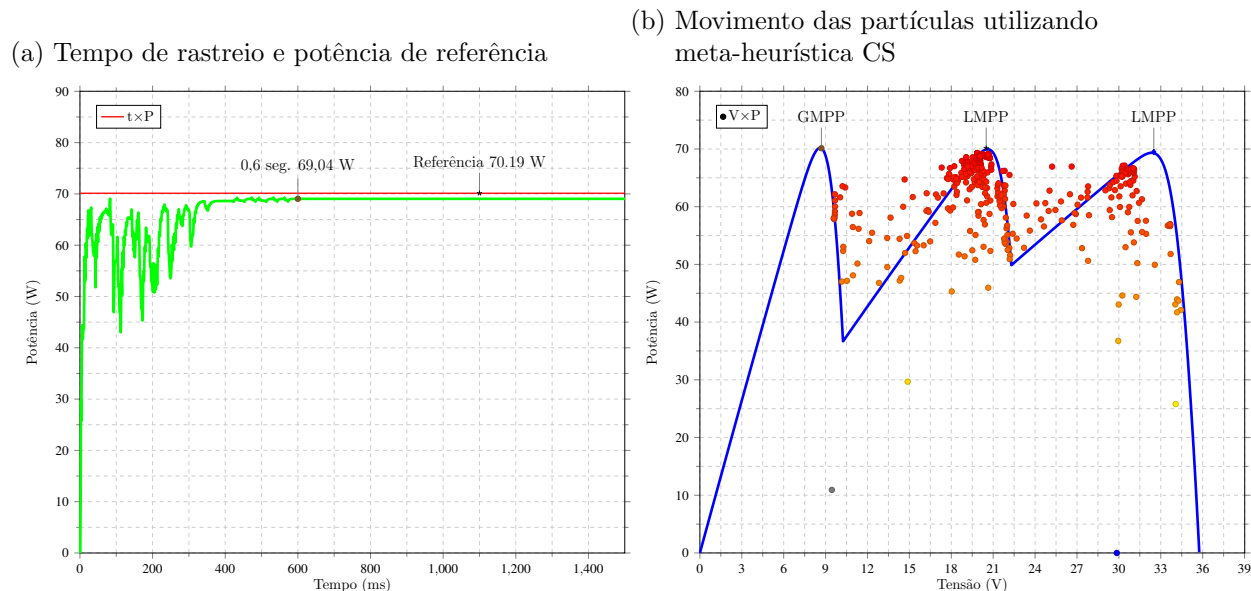 (a) Tempo de rastreio e potência de referência
t×P
0,6 seg. 69,04 W
Referência 70.19 W
Potência (W)
90
80
70
60
50
40
30
20
10
0
0 200 400 600 800 1,000 1,200 1,400
Tempo (ms)
(b) Movimento das partículas utilizando
meta-heurística CS
V×P
GMPP
LMPP
LMPP
Potência (W)
80
70
60
50
40
30
20
10
0
0 3 6 9 12 15 18 21 24 27 30 33 36 39
Tensão (V)